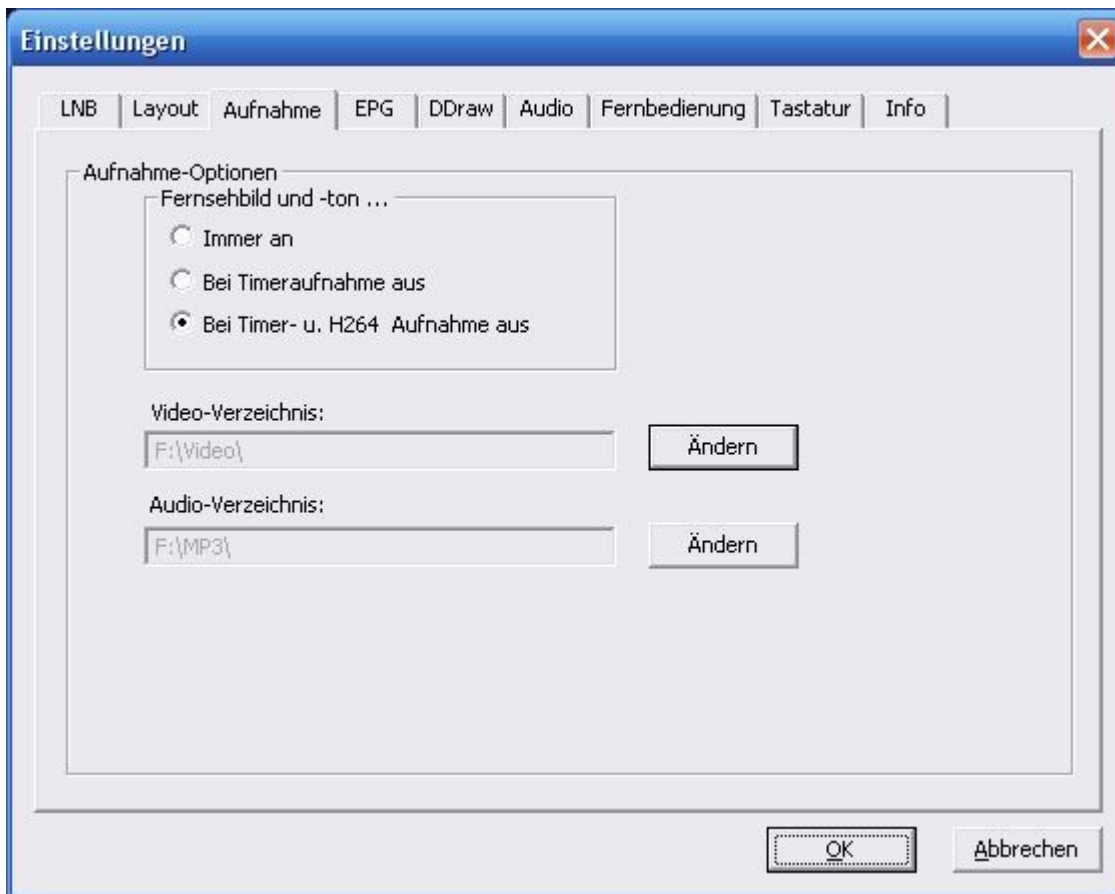 Einstellungen
LNB Layout Aufnahme EPG DDraw Audio Fernbedienung Tastatur Info
Aufnahme-Optionen
Fernsehbild und -ton ...
Immer an
Bei Timeraufnahme aus
Bei Timer- u. H264 Aufnahme aus
Video-Verzeichnis:
F:\Video\ Ändern
Audio-Verzeichnis:
F:\MP3\ Ändern
OK Abbrechen